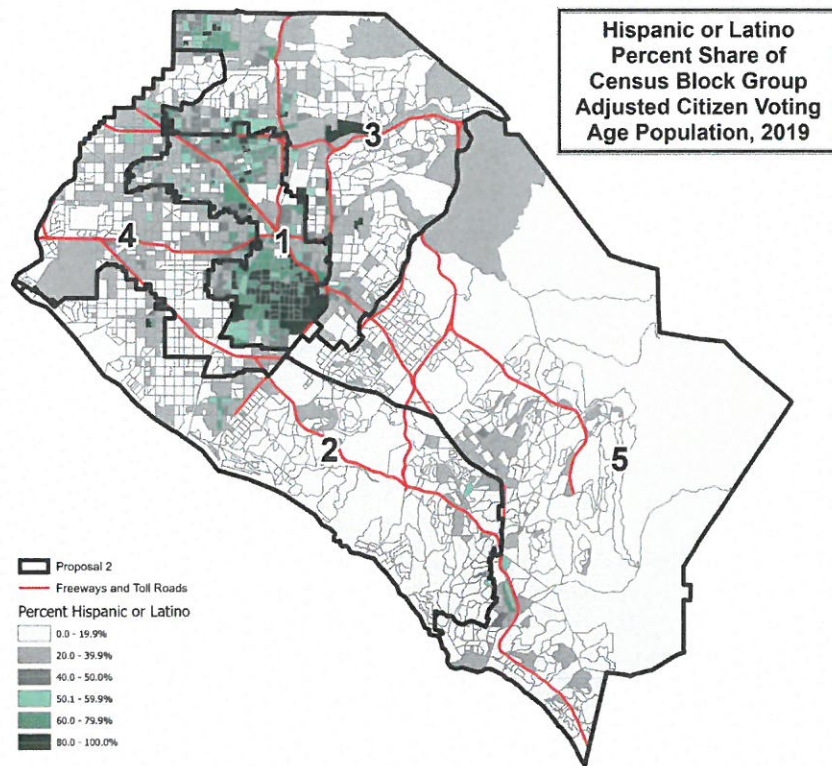 Hispanic or Latino
Percent Share of
Census Block Group
Adjusted Citizen Voting
Age Population, 2019
3
1
4
2
5
Proposal 2
Freeways and Toll Roads
Percent Hispanic or Latino
0.0 - 19.9%
20.0 - 39.9%
40.0 - 50.0%
50.1 - 59.9%
60.0 - 79.9%
80.0 - 100.0%